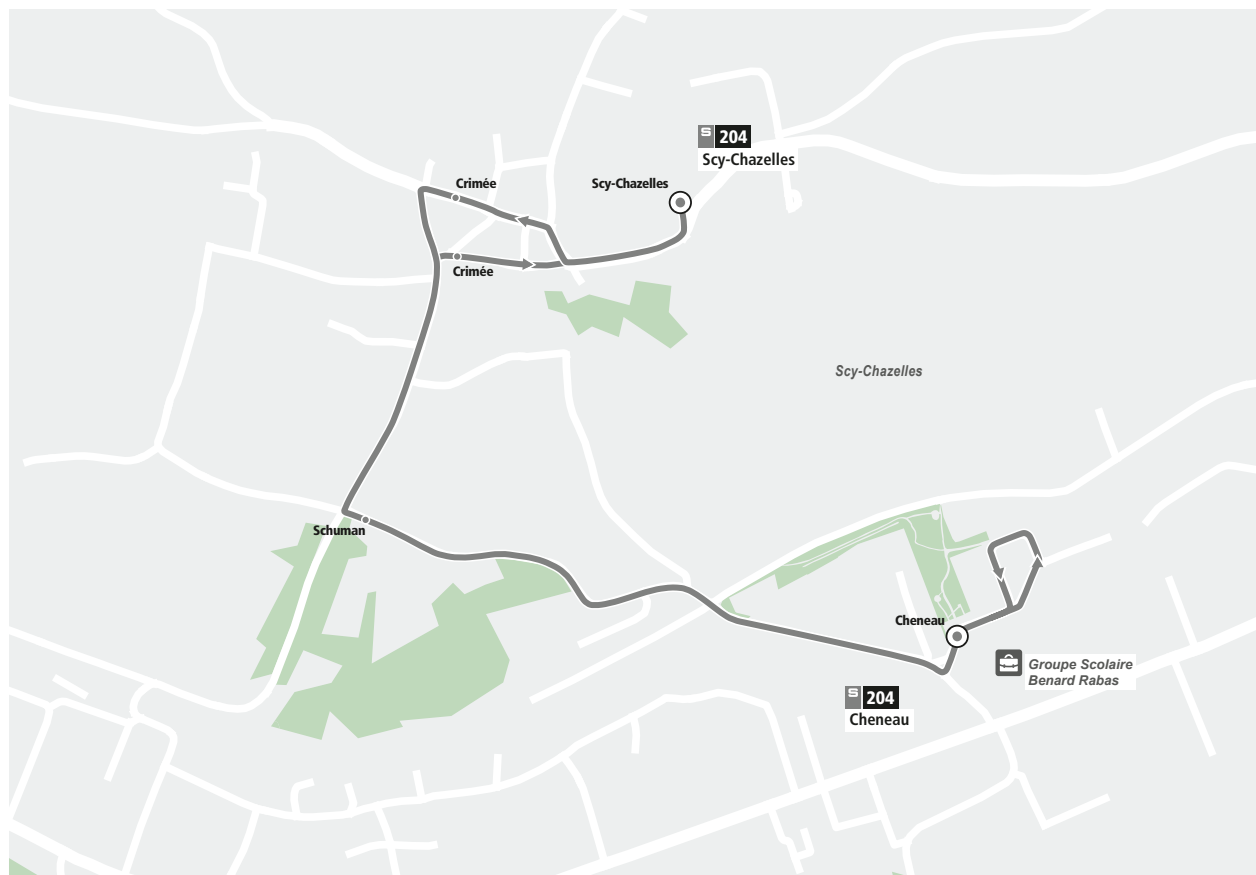 S 204
Scy-Chazelles
Crimée
Scy-Chazelles
Crimée
Scy-Chazelles
Schuman
Cheneau
Groupe Scolaire
Benard Rabas
S 204
Cheneau